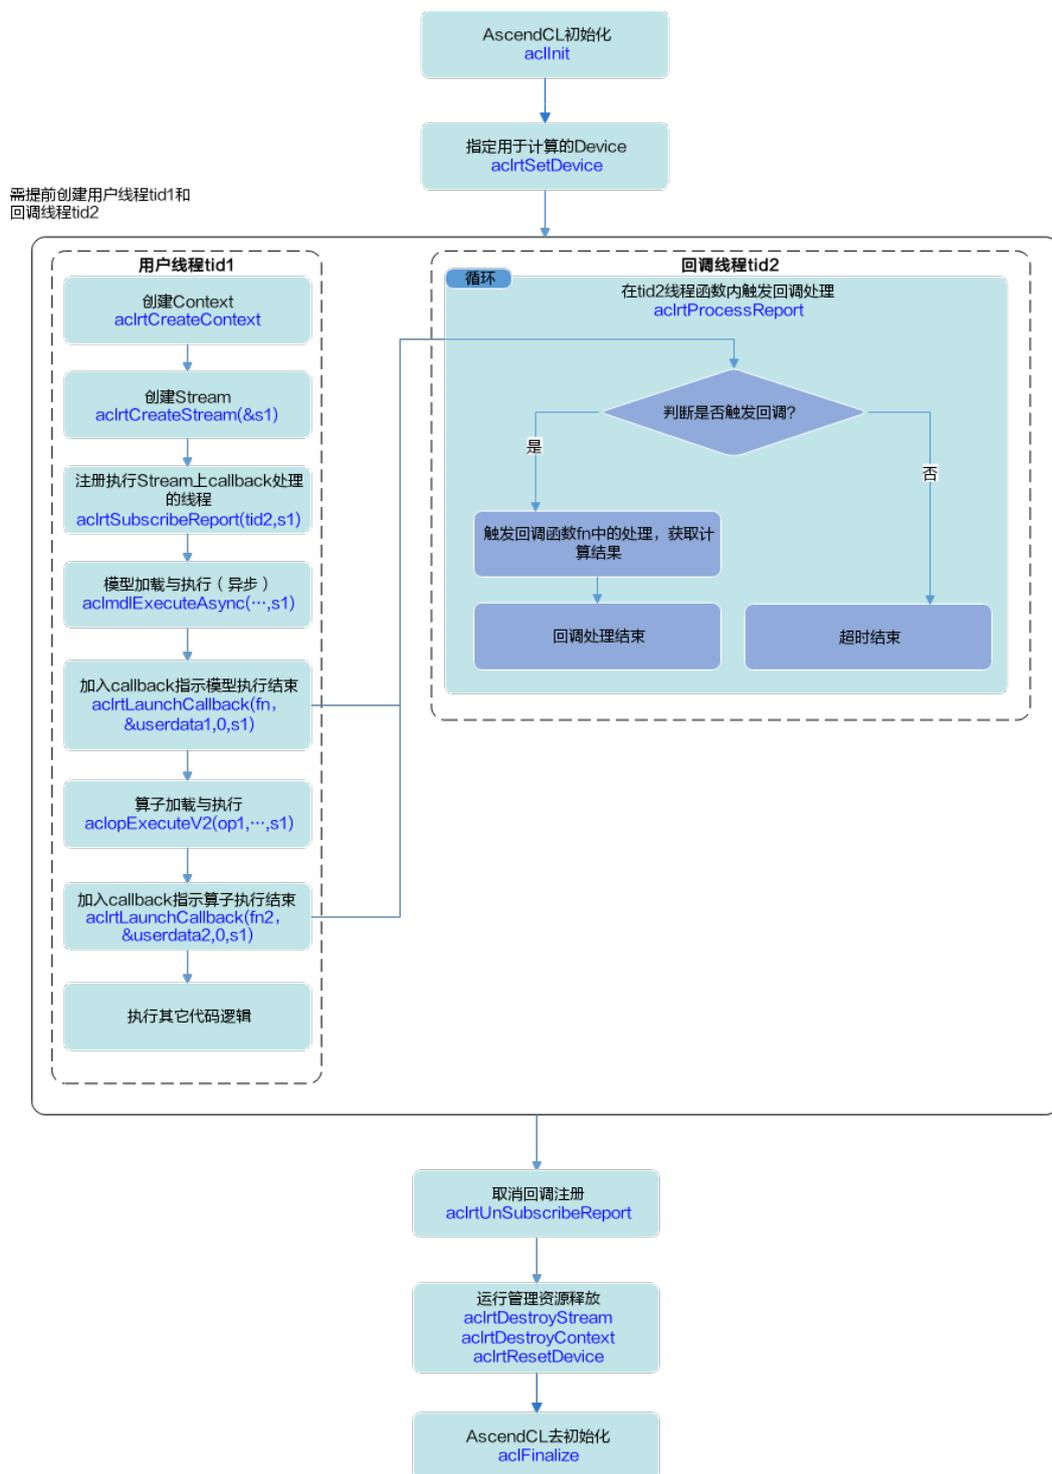 AscendCL初始化
aclInit
指定用于计算的Device
aclrtSetDevice
需提前创建用户线程tid1和
回调线程tid2
用户线程tid1
创建Context
aclrtCreateContext
创建Stream
aclrtCreateStream(&s1)
注册执行Stream上callback处理
的线程
aclrtSubscribeReport(tid2,s1)
模型加载与执行（异步）
aclmdlExecuteAsync(…,s1)
加入callback指示模型执行结束
aclrtLaunchCallback(fn，
&userdata1,0,s1)
算子加载与执行
aclopExecuteV2(op1,…,s1)
加入callback指示算子执行结束
aclrtLaunchCallback(fn2，
&userdata2,0,s1)
执行其它代码逻辑
回调线程tid2
循环
在tid2线程函数内触发回调处理
aclrtProcessReport
判断是否触发回调?
是
否
触发回调函数fn中的处理，获取计
算结果
回调处理结束
超时结束
取消回调注册
aclrtUnSubscribeReport
运行管理资源释放
aclrtDestroyStream
aclrtDestroyContext
aclrtResetDevice
AscendCL去初始化
aclFinalize